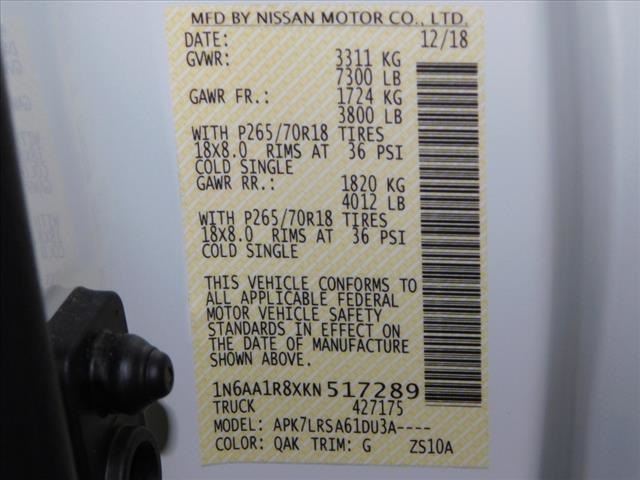 MFD BY NISSAN MOTOR CO., LTD.
DATE: 12/18
GVWR: 3311 KG
7300 LB
GAWR FR.: 1724 KG
3800 LB
WITH P265/70R18 TIRES
18X8.0 RIMS AT 36 PSI
COLD SINGLE
GAWR RR.: 1820 KG
4012 LB
WITH P265/70R18 TIRES
18X8.0 RIMS AT 36 PSI
COLD SINGLE
THIS VEHICLE CONFORMS TO
ALL APPLICABLE FEDERAL
MOTOR VEHICLE SAFETY
STANDARDS IN EFFECT ON
THE DATE OF MANUFACTURE
SHOWN ABOVE.
1N6AA1R8XKN517289
TRUCK 427175
MODEL: APK7LRSA61DU3A----
COLOR: QAK TRIM: G ZS10A